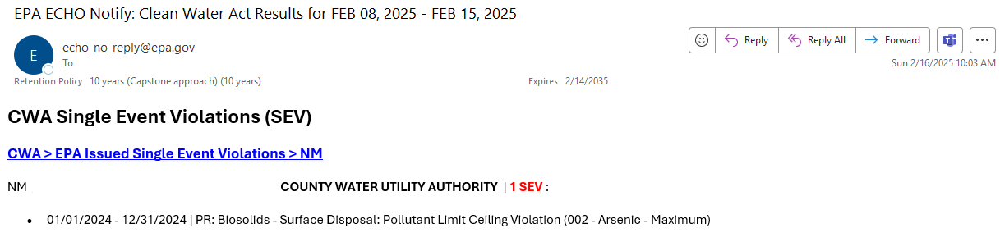 EPA ECHO Notify: Clean Water Act Results for FEB 08, 2025 - FEB 15, 2025
E
echo_no_reply@epa.gov
To
Reply
Reply All
Forward
Sun 2/16/2025 10:03 AM
Retention Policy 10 years (Capstone approach) (10 years)
Expires 2/14/2035
CWA Single Event Violations (SEV)
CWA > EPA Issued Single Event Violations > NM
NM COUNTY WATER UTILITY AUTHORITY | 1 SEV :
• 01/01/2024 - 12/31/2024 | PR: Biosolids - Surface Disposal: Pollutant Limit Ceiling Violation (002 - Arsenic - Maximum)